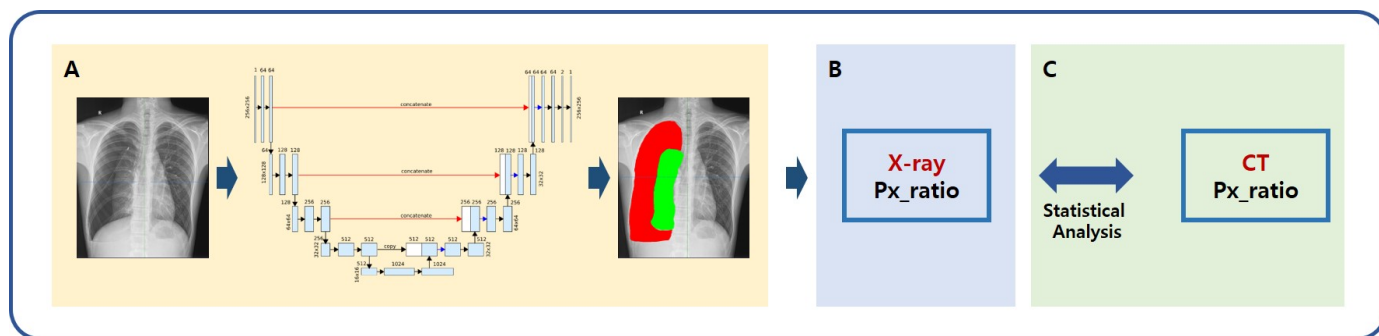 A
1 64 64
256x256
concatenate
64 64 64 64 2 1
256x256
64 128 128
128x128
concatenate
128 128 128 128
32x32
128 256 256
64x64
concatenate
256 256 256 256
64x64
256 512 512
32x32
copy
512 512 512 512
32x32
512 1024 1024
16x16
B
X-ray
Px_ratio
Statistical
Analysis
C
CT
Px_ratio